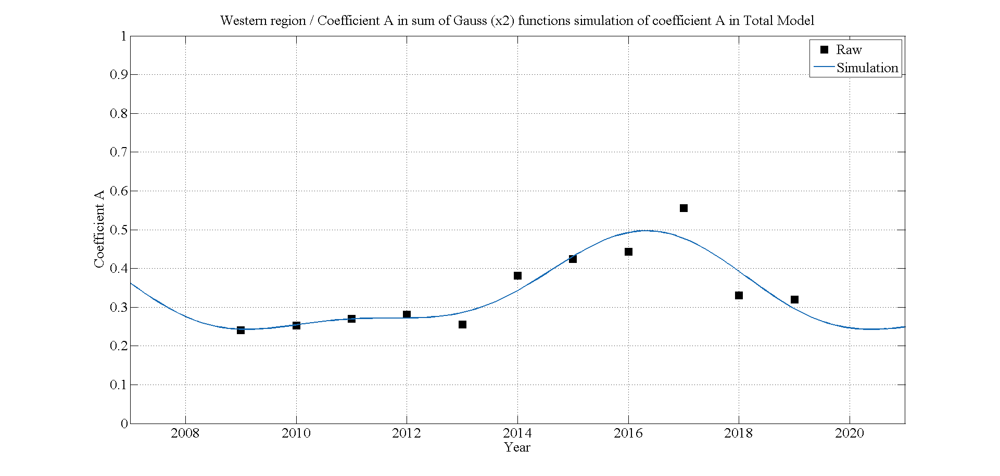 Western region / Coefficient A in sum of Gauss (x2) functions simulation of coefficient A in Total Model
1
0.9
0.8
0.7
0.6
0.5
0.4
0.3
0.2
0.1
0
Coefficient A
Raw
Simulation
2008 2010 2012 2014 2016 2018 2020
Year